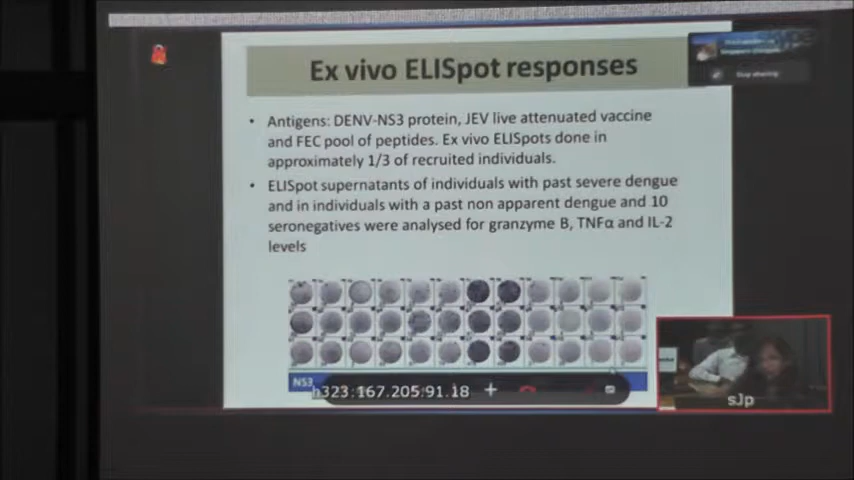 Ex vivo ELISpot responses
• Antigens: DENV-NS3 protein, JEV live attenuated vaccine
and FEC pool of peptides. Ex vivo ELISpots done in
approximately 1/3 of recruited individuals.
• ELISpot supernatants of individuals with past severe dengue
and in individuals with a past non apparent dengue and 10
seronegatives were analysed for granzyme B, TNFα and IL-2
levels
NS3
h323:167.205.91.18
Stop sharing
sJp